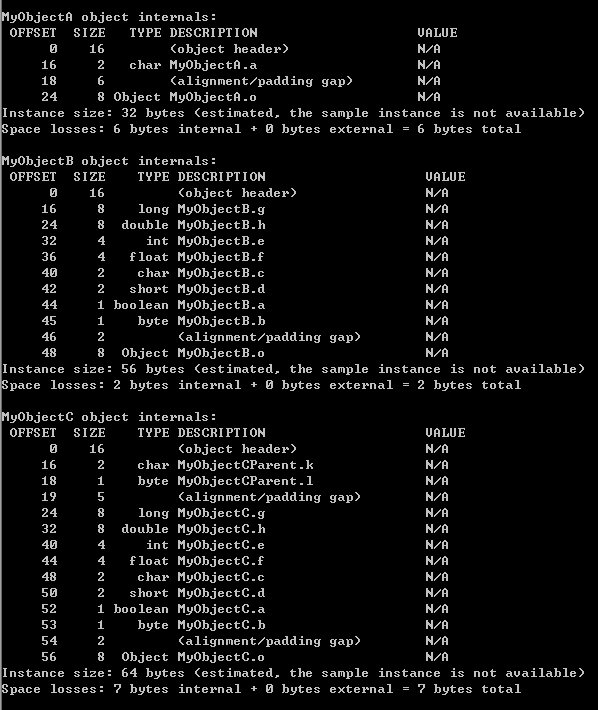 MyObjectA object internals:
 OFFSET  SIZE   TYPE DESCRIPTION                    VALUE
      0    16        (object header)                N/A
     16     2   char MyObjectA.a                    N/A
     18     6        (alignment/padding gap)        N/A
     24     8 Object MyObjectA.o                    N/A
Instance size: 32 bytes (estimated, the sample instance is not available)
Space losses: 6 bytes internal + 0 bytes external = 6 bytes total

MyObjectB object internals:
 OFFSET  SIZE    TYPE DESCRIPTION                    VALUE
      0    16         (object header)                N/A
     16     8    long MyObjectB.g                    N/A
     24     8  double MyObjectB.h                    N/A
     32     4     int MyObjectB.e                    N/A
     36     4   float MyObjectB.f                    N/A
     40     2    char MyObjectB.c                    N/A
     42     2   short MyObjectB.d                    N/A
     44     1 boolean MyObjectB.a                    N/A
     45     1    byte MyObjectB.b                    N/A
     46     2         (alignment/padding gap)        N/A
     48     8  Object MyObjectB.o                    N/A
Instance size: 56 bytes (estimated, the sample instance is not available)
Space losses: 2 bytes internal + 0 bytes external = 2 bytes total

MyObjectC object internals:
 OFFSET  SIZE    TYPE DESCRIPTION                    VALUE
      0    16         (object header)                N/A
     16     2    char MyObjectCParent.k              N/A
     18     1    byte MyObjectCParent.l              N/A
     19     5         (alignment/padding gap)        N/A
     24     8    long MyObjectC.g                    N/A
     32     8  double MyObjectC.h                    N/A
     40     4     int MyObjectC.e                    N/A
     44     4   float MyObjectC.f                    N/A
     48     2    char MyObjectC.c                    N/A
     50     2   short MyObjectC.d                    N/A
     52     1 boolean MyObjectC.a                    N/A
     53     1    byte MyObjectC.b                    N/A
     54     2         (alignment/padding gap)        N/A
     56     8  Object MyObjectC.o                    N/A
Instance size: 64 bytes (estimated, the sample instance is not available)
Space losses: 7 bytes internal + 0 bytes external = 7 bytes total